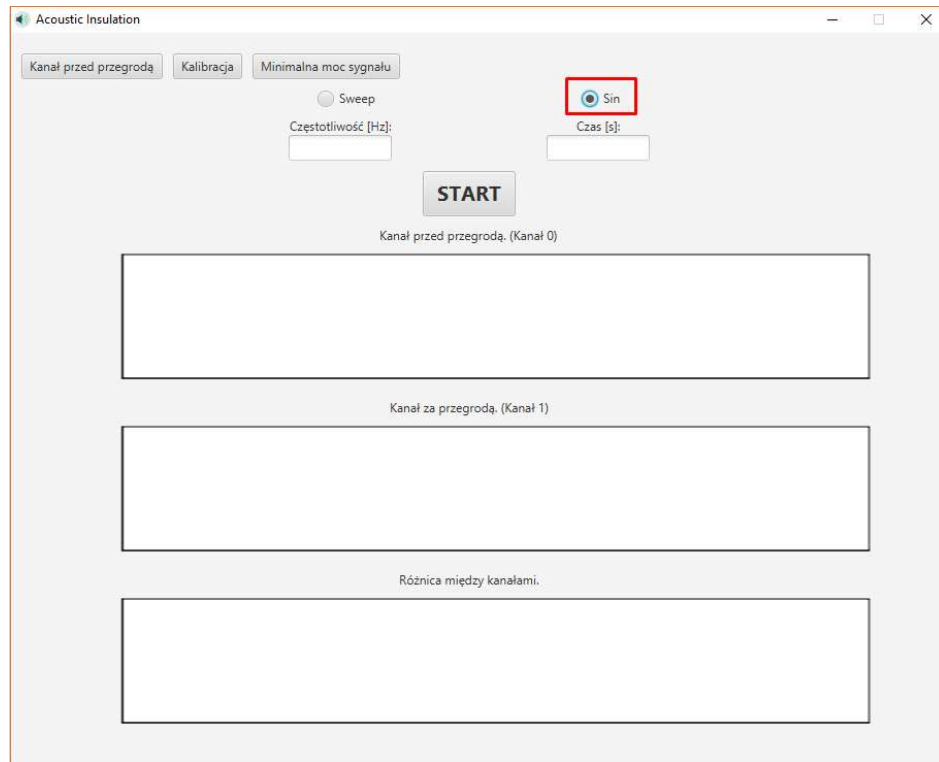 Acoustic Insulation
Kanał przed przegrodą Kalibracja Minimalna moc sygnału
Sweep Sin
Częstotliwość [Hz]: Czas [s]:
START
Kanał przed przegrodą. (Kanał 0)
Kanał za przegrodą. (Kanał 1)
Różnica między kanałami.